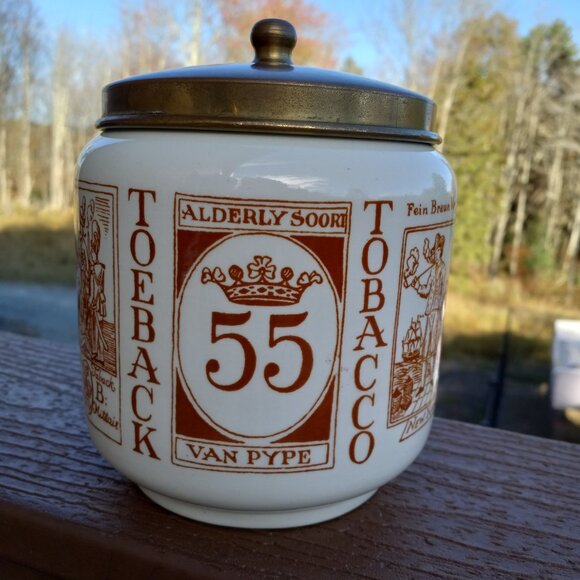 TOEBACK
ALDERLY SOORT
55
VAN PYPE
TOBACCO
Fein Braun